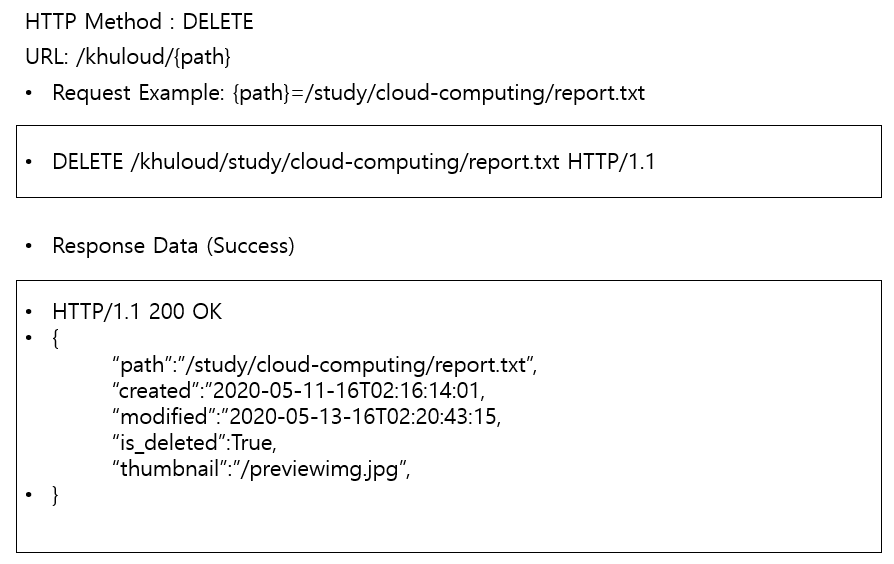 HTTP Method : DELETE
URL: /khuloud/{path}
• Request Example: {path}=/study/cloud-computing/report.txt
• DELETE /khuloud/study/cloud-computing/report.txt HTTP/1.1
• Response Data (Success)
• HTTP/1.1 200 OK
• {
“path”:”/study/cloud-computing/report.txt”,
“created”:”2020-05-11-16T02:16:14:01,
“modified”:”2020-05-13-16T02:20:43:15,
“is_deleted”:True,
“thumbnail”:”/previewimg.jpg”,
• }